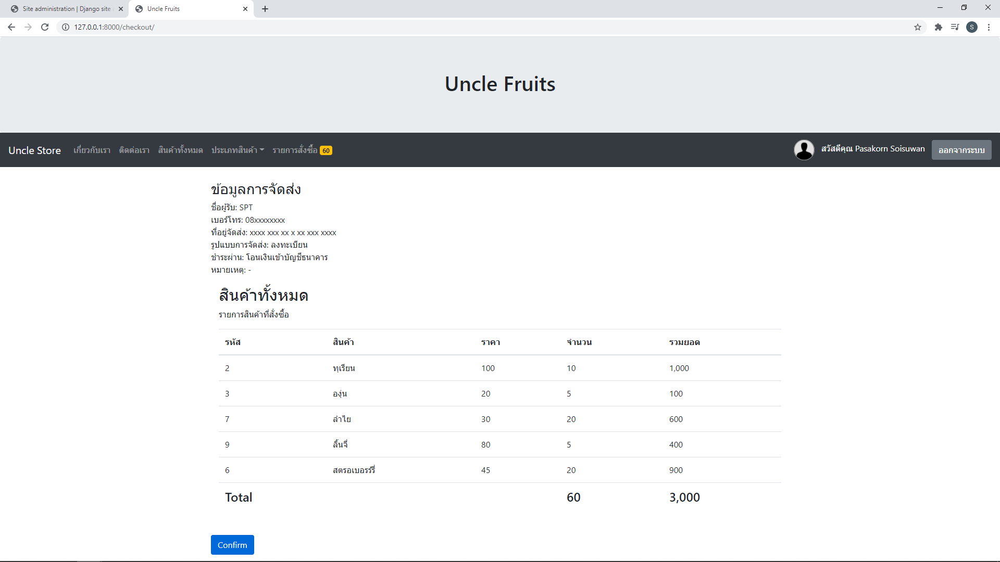 Site administration | Django site
Uncle Fruits
127.0.0.1:8000/checkout/
S
Uncle Fruits
Uncle Store เกี่ยวกับเรา ติดต่อเรา สินค้าทั้งหมด ประเภทสินค้า รายการสั่งซื้อ 60 สวัสดีคุณ Pasakorn Soisuwan ออกจากระบบ
ข้อมูลการจัดส่ง
ชื่อผู้รับ: SPT
เบอร์โทร: 08xxxxxxxx
ที่อยู่จัดส่ง: xxxx xxx xx x xx xxx xxxx
รูปแบบการจัดส่ง: ลงทะเบียน
ชำระผ่าน: โอนเงินเข้าบัญชีธนาคาร
หมายเหตุ: -
สินค้าทั้งหมด
รายการสินค้าที่สั่งซื้อ
รหัส สินค้า ราคา จำนวน รวมยอด
2 ทุเรียน 100 10 1,000
3 องุ่น 20 5 100
7 ลำไย 30 20 600
9 ลิ้นจี่ 80 5 400
6 สตรอเบอรรี่ 45 20 900
Total 60 3,000
Confirm